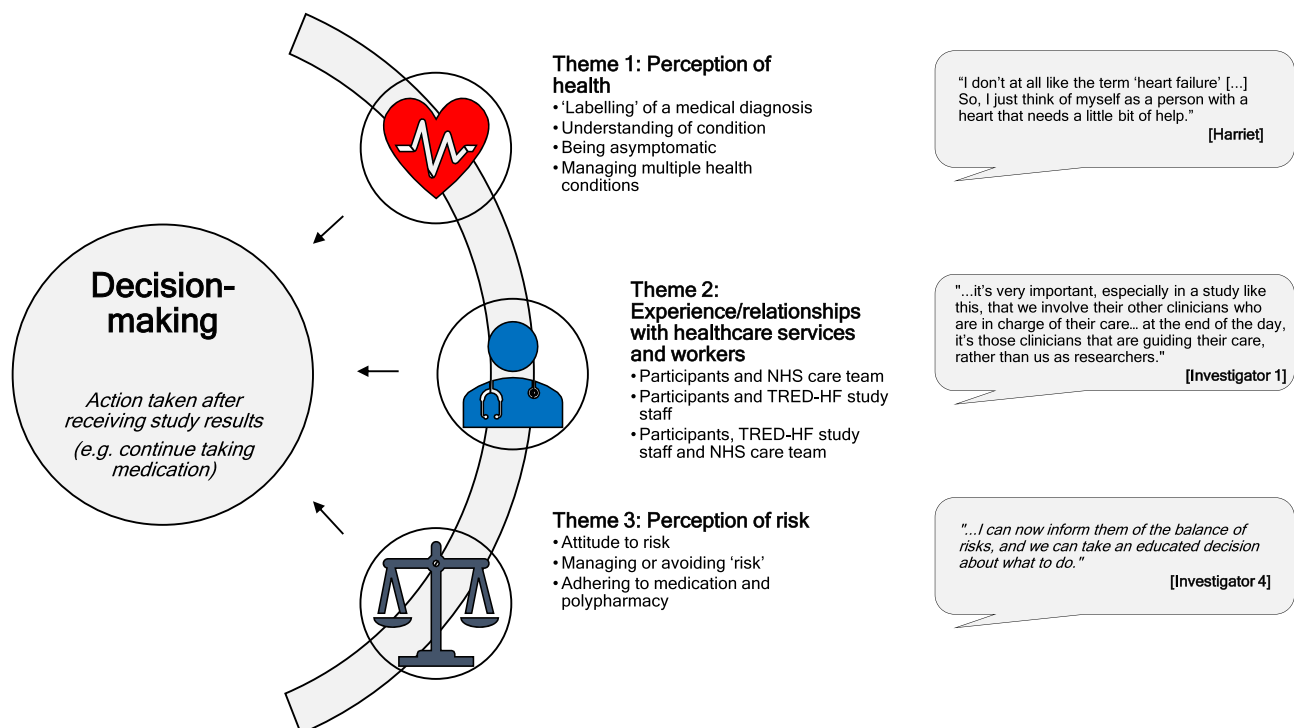 Decision-
making
Action taken after
receiving study results
(e.g. continue taking
medication)
Theme 1: Perception of
health
• ‘Labelling’ of a medical diagnosis
• Understanding of condition
• Being asymptomatic
• Managing multiple health
conditions
“I don’t at all like the term ‘heart failure’ [...]
So, I just think of myself as a person with a
heart that needs a little bit of help.”
[Harriet]
Theme 2:
Experience/relationships
with healthcare services
and workers
• Participants and NHS care team
• Participants and TRED-HF study
staff
• Participants, TRED-HF study
staff and NHS care team
"...it’s very important, especially in a study like
this, that we involve their other clinicians who
are in charge of their care... at the end of the day,
it’s those clinicians that are guiding their care,
rather than us as researchers."
[Investigator 1]
Theme 3: Perception of risk
• Attitude to risk
• Managing or avoiding ‘risk’
• Adhering to medication and
polypharmacy
"...I can now inform them of the balance of
risks, and we can take an educated decision
about what to do."
[Investigator 4]